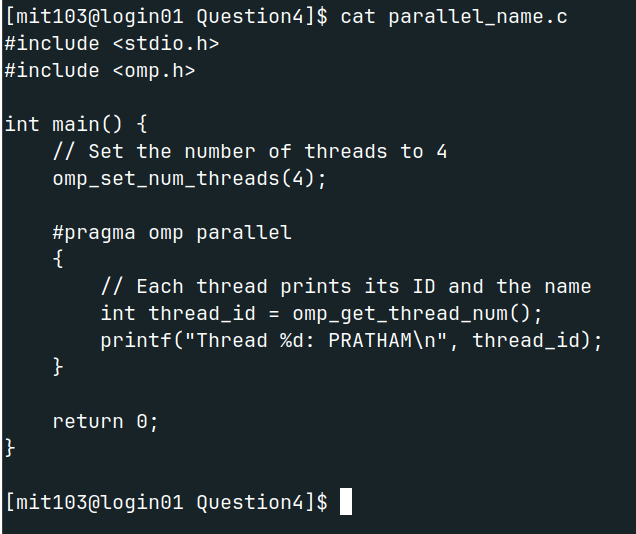 [mit103@login01 Question4]$ cat parallel_name.c
#include <stdio.h>
#include <omp.h>

int main() {
    // Set the number of threads to 4
    omp_set_num_threads(4);

    #pragma omp parallel
    {
        // Each thread prints its ID and the name
        int thread_id = omp_get_thread_num();
        printf("Thread %d: PRATHAM\n", thread_id);
    }

    return 0;
}

[mit103@login01 Question4]$